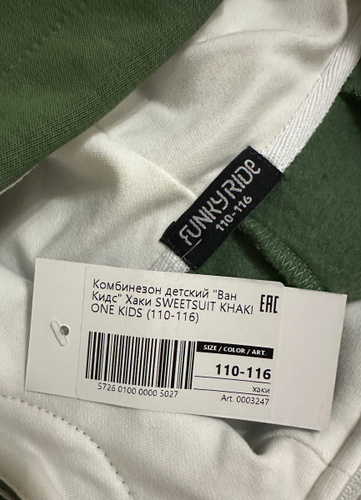 FUNKY RIDE
110-116
Комбинезон детский "Ван
Кидс" Хаки SWEETSUIT KHAKI
ONE KIDS (110-116)
EAC
SIZE / COLOR / ART.
110-116
хаки
Art. 0003247
5726 0100 0000 5027